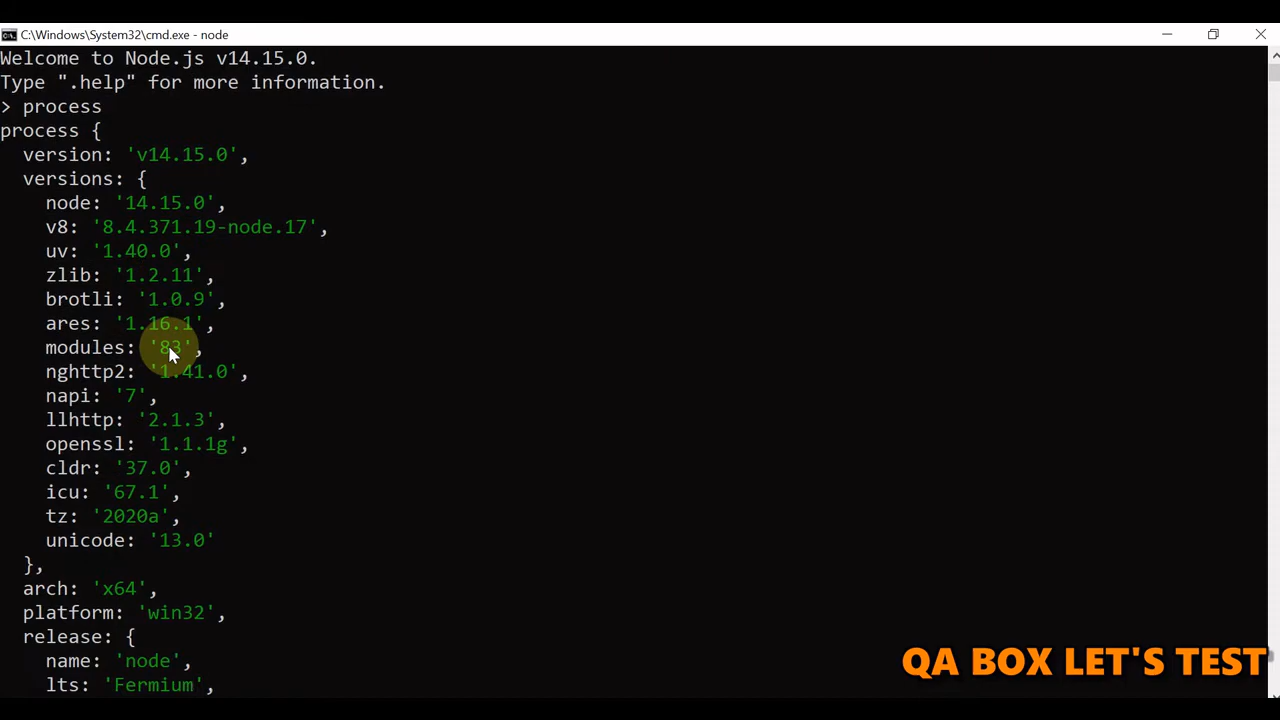 C:\Windows\System32\cmd.exe - node
Welcome to Node.js v14.15.0.
Type ".help" for more information.
> process
process {
  version: 'v14.15.0',
  versions: {
    node: '14.15.0',
    v8: '8.4.371.19-node.17',
    uv: '1.40.0',
    zlib: '1.2.11',
    brotli: '1.0.9',
    ares: '1.16.1',
    modules: '83',
    nghttp2: '1.41.0',
    napi: '7',
    llhttp: '2.1.3',
    openssl: '1.1.1g',
    cldr: '37.0',
    icu: '67.1',
    tz: '2020a',
    unicode: '13.0'
  },
  arch: 'x64',
  platform: 'win32',
  release: {
    name: 'node',
    lts: 'Fermium',
QA BOX LET'S TEST